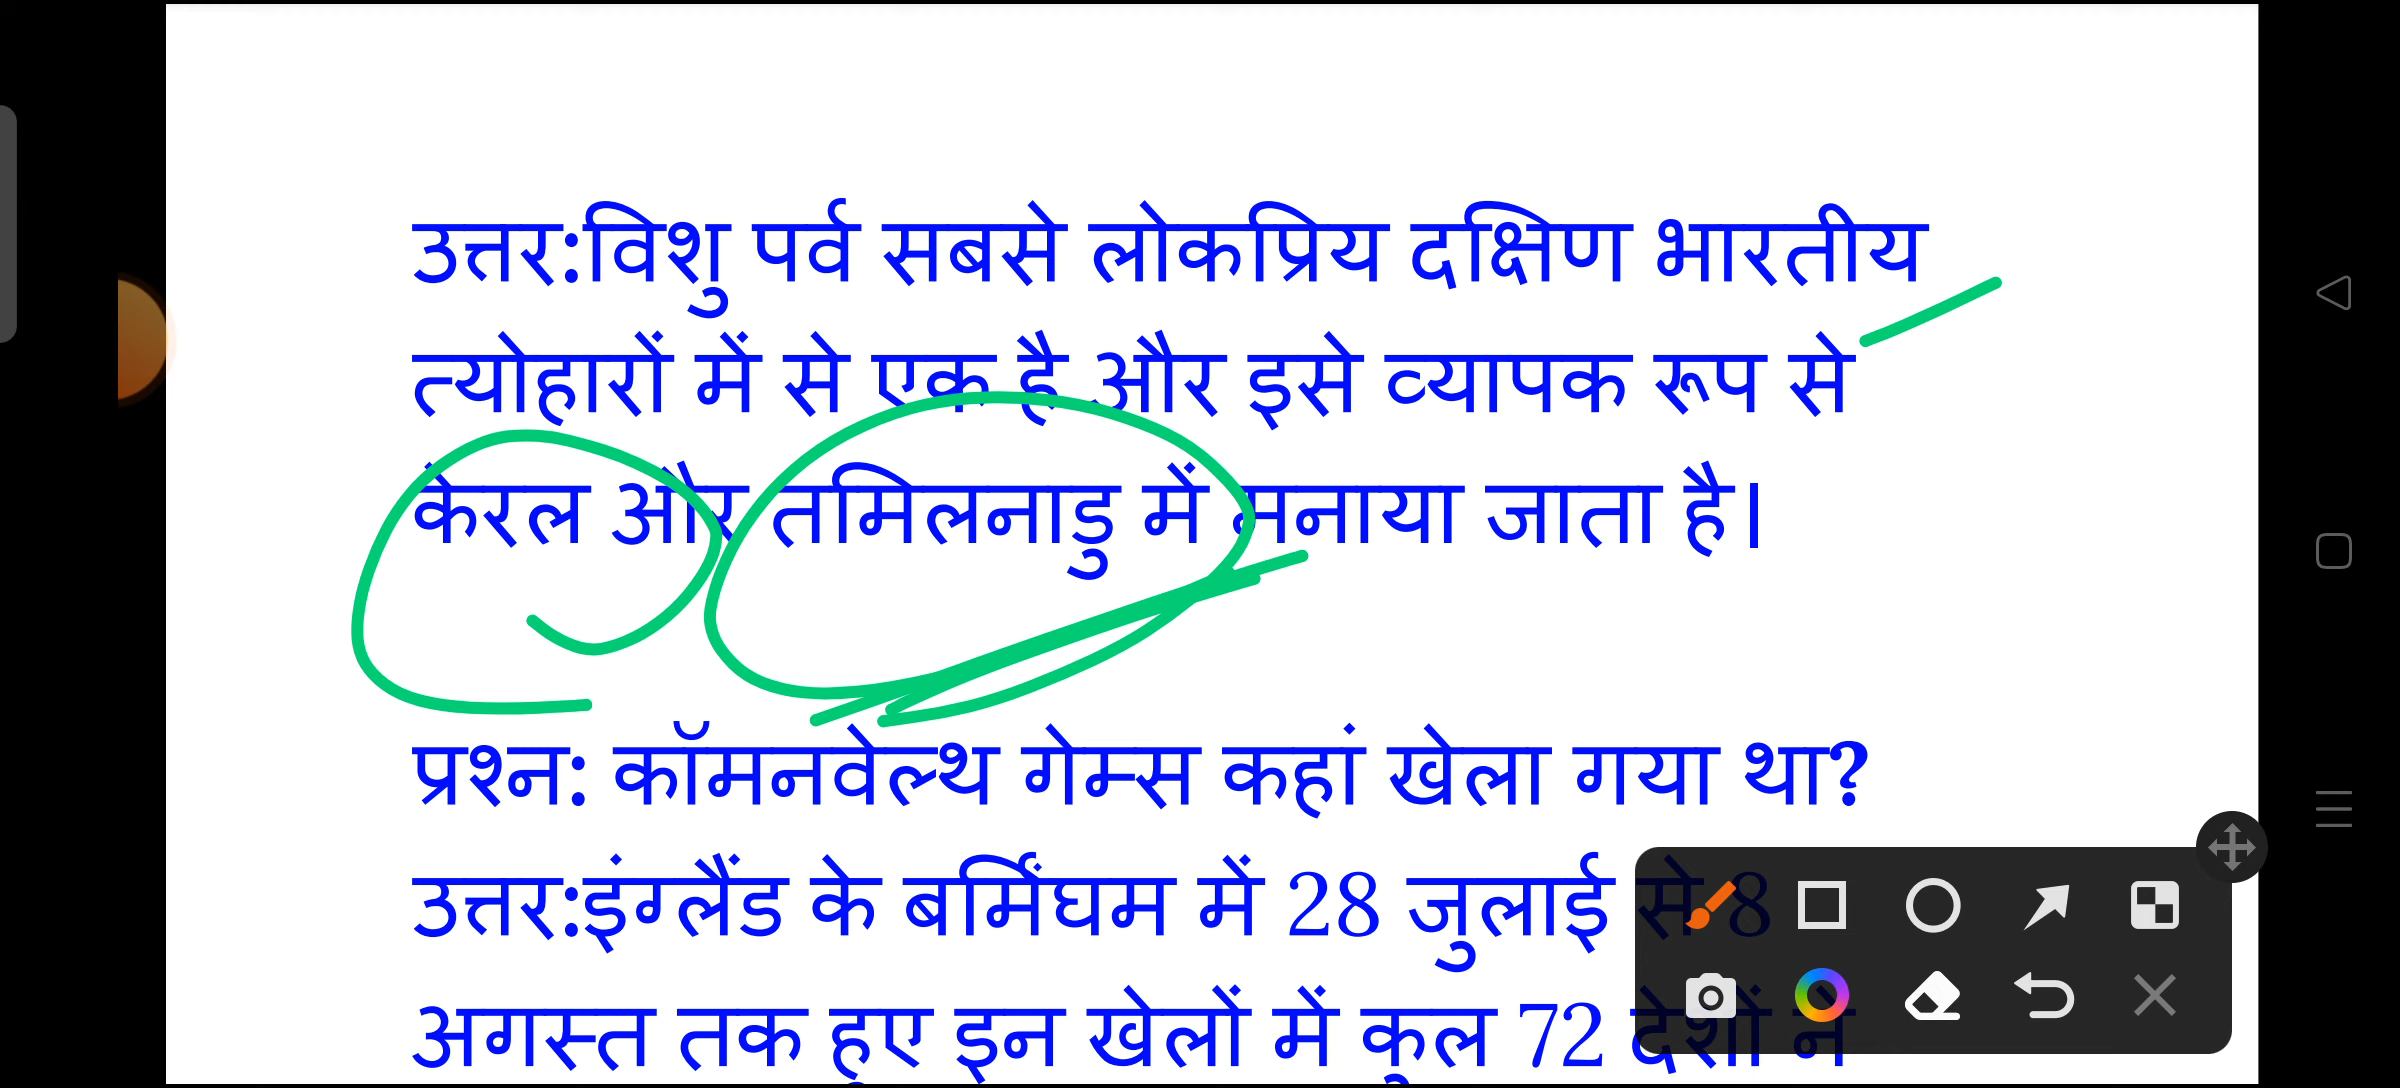 उत्तर:विशु पर्व सबसे लोकप्रिय दक्षिण भारतीय
त्योहारों में से एक है और इसे व्यापक रूप से
केरल और तमिलनाडु में मनाया जाता है।
प्रश्न: कॉमनवेल्थ गेम्स कहां खेला गया था?
उत्तर:इंग्लैंड के बर्मिंघम में 28 जुलाई से 8
अगस्त तक हुए इन खेलों में कुल 72 देशों ने